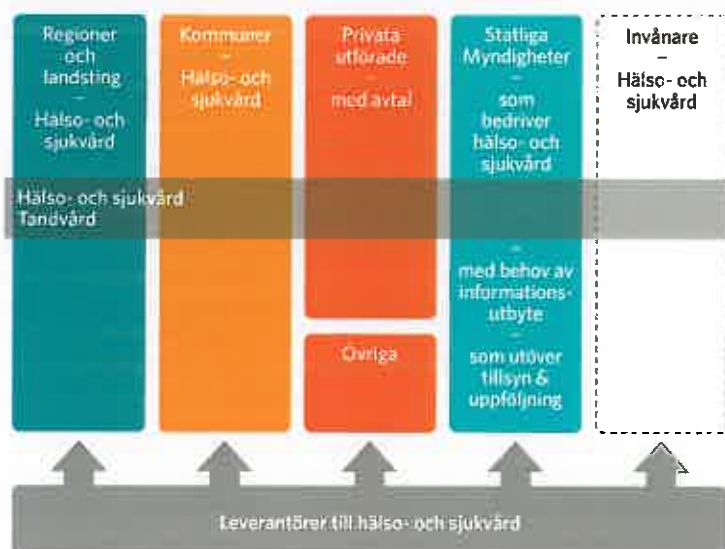 Regioner
och
landsting
–
Hälso- och
sjukvård
Kommuner
–
Hälso- och
sjukvård
Privata
utförade
–
med avtal
Övriga
Statliga
Myndigheter
–
som
bedriver
hälso- och
sjukvård
–
med behov av
informations-
utbyte
–
som utöver
tillsyn &
uppföljning
Invånare
–
Hälso- och
sjukvård
Hälso- och sjukvård
Tandvård
Leverantörer till hälso- och sjukvård